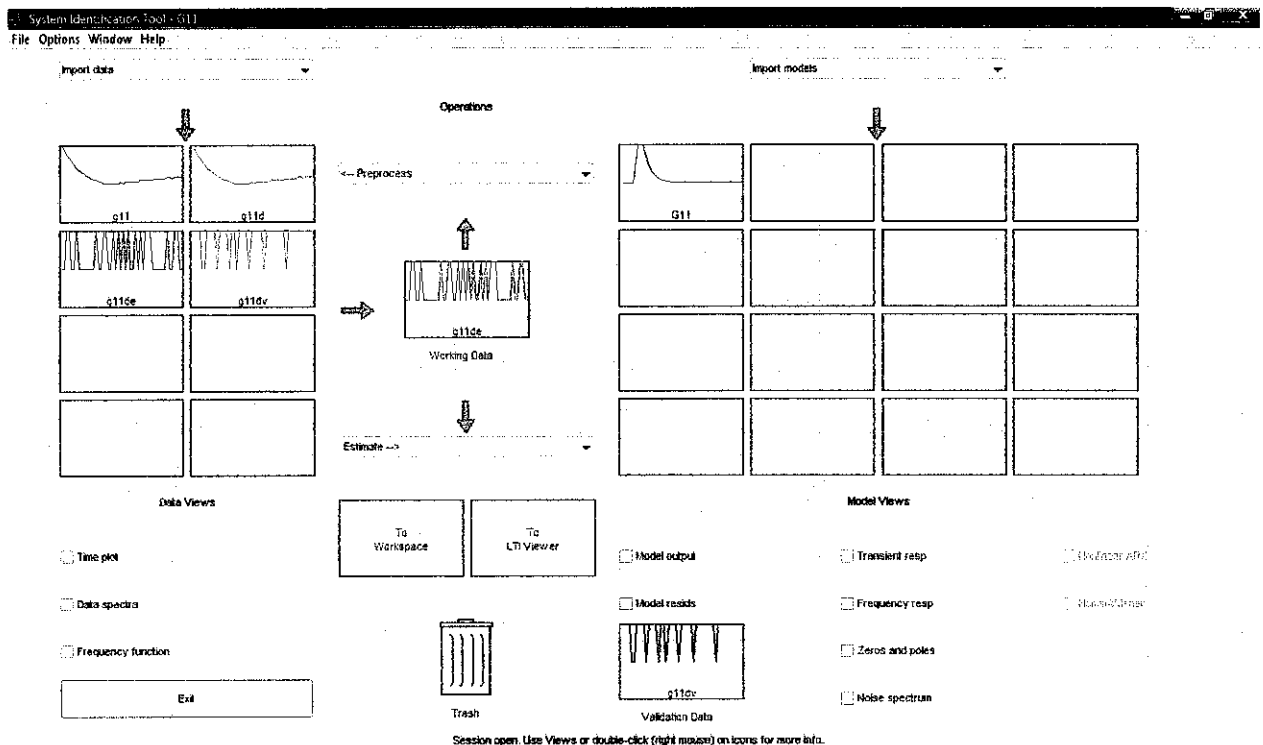 System Identification Tool - G11
File Options Window Help
Import data
Import models
Operations
<-- Preprocess
g11
g11d
G11
g11de
g11dv
g11de
Working Data
Estimate -->
Data Views
Model Views
To
Workspace
To
LTI Viewer
Time plot
Model output
Transient resp
Data spectra
Model resids
Frequency resp
Frequency function
Zeros and poles
Exit
g11dv
Noise spectrum
Trash
Validation Data
Session open. Use Views or double-click (right mouse) on icons for more info.